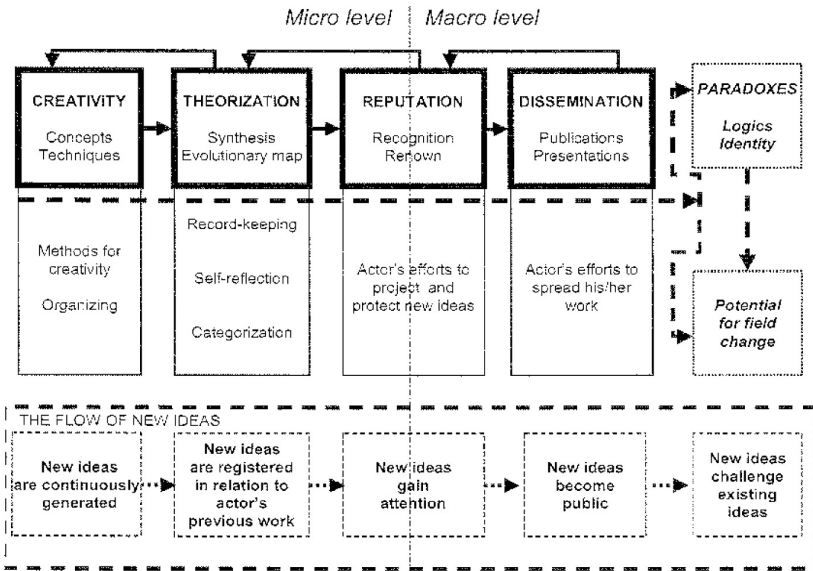 Micro level
Macro level
CREATIVITY
Concepts
Techniques
THEORIZATION
Synthesis
Evolutionary map
REPUTATION
Recognition
Renown
DISSEMINATION
Publications
Presentations
PARADOXES
Logics
Identity
Methods for
creativity
Organizing
Record-keeping
Self-reflection
Categorization
Actor's efforts to
project and
protect new ideas
Actor's efforts to
spread his/her
work
Potential
for field
change
THE FLOW OF NEW IDEAS
New ideas
are continuously
generated
New ideas
are registered
in relation to
actor's
previous work
New ideas
gain
attention
New ideas
become
public
New ideas
challenge
existing
ideas